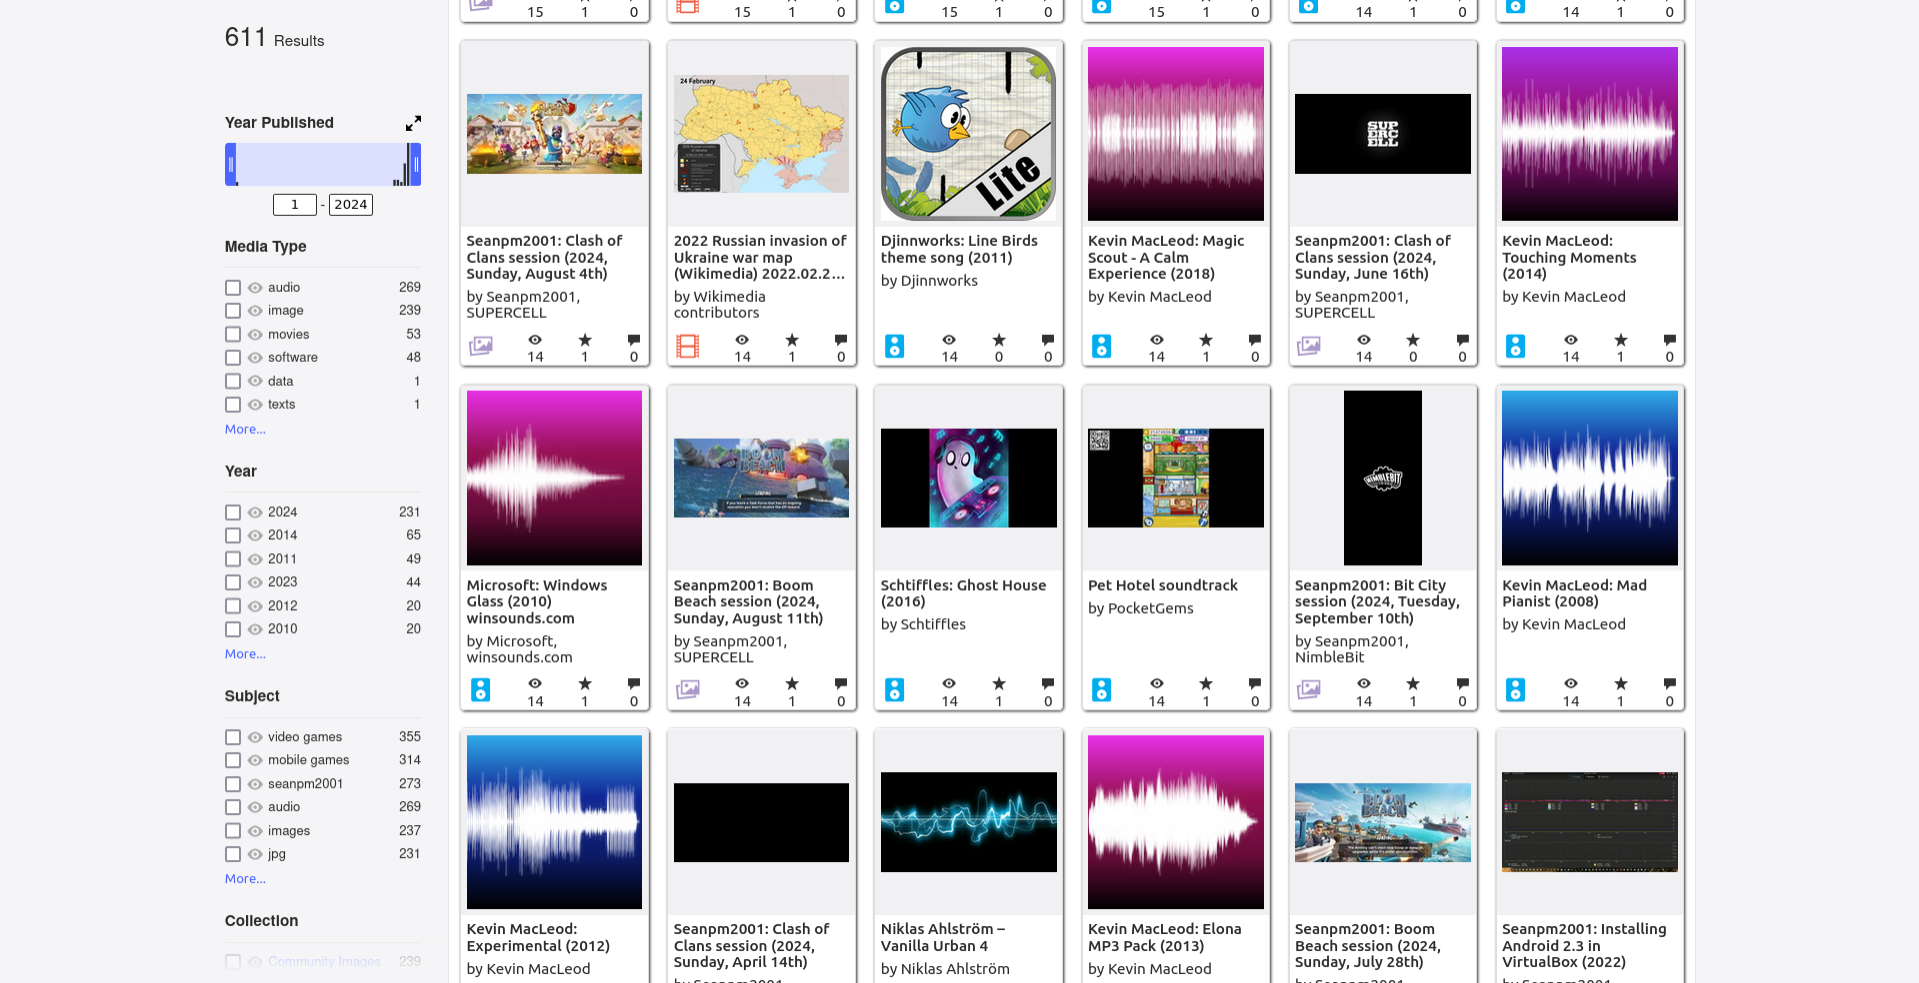 611 Results
Year Published
1 - 2024
Media Type
audio 269
image 239
movies 53
software 48
data 1
texts 1
More...
Year
2024 231
2014 65
2011 49
2023 44
2012 20
2010 20
More...
Subject
video games 355
mobile games 314
seanpm2001 273
audio 269
images 237
jpg 231
More...
Collection
Community Images 239
15 1 0
15 1 0
15 1 0
15 1 0
14 1 0
14 1 0
Seanpm2001: Clash of
Clans session (2024,
Sunday, August 4th)
by Seanpm2001,
SUPERCELL
14 1 0
24 February
2022 Russian invasion of
Ukraine war map
(Wikimedia) 2022.02.2...
by Wikimedia
contributors
14 1 0
Lite
Djinnworks: Line Birds
theme song (2011)
by Djinnworks
14 0 0
Kevin MacLeod: Magic
Scout - A Calm
Experience (2018)
by Kevin MacLeod
14 1 0
SUP
ERC
ELL
Seanpm2001: Clash of
Clans session (2024,
Sunday, June 16th)
by Seanpm2001,
SUPERCELL
14 0 0
Kevin MacLeod:
Touching Moments
(2014)
by Kevin MacLeod
14 1 0
Microsoft: Windows
Glass (2010)
winsounds.com
by Microsoft,
winsounds.com
14 1 0
BOOM
BEACH
Seanpm2001: Boom
Beach session (2024,
Sunday, August 11th)
by Seanpm2001,
SUPERCELL
14 1 0
Schtiffles: Ghost House
(2016)
by Schtiffles
14 1 0
Pet Hotel soundtrack
by PocketGems
14 1 0
NIMBLEBIT
Seanpm2001: Bit City
session (2024, Tuesday,
September 10th)
by Seanpm2001,
NimbleBit
14 1 0
Kevin MacLeod: Mad
Pianist (2008)
by Kevin MacLeod
14 1 0
Kevin MacLeod:
Experimental (2012)
by Kevin MacLeod
Seanpm2001: Clash of
Clans session (2024,
Sunday, April 14th)
by Seanpm2001,
Niklas Ahlström –
Vanilla Urban 4
by Niklas Ahlström
Kevin MacLeod: Elona
MP3 Pack (2013)
by Kevin MacLeod
BOOM
BEACH
Seanpm2001: Boom
Beach session (2024,
Sunday, July 28th)
by Seanpm2001,
Seanpm2001: Installing
Android 2.3 in
VirtualBox (2022)
by Seanpm2001,